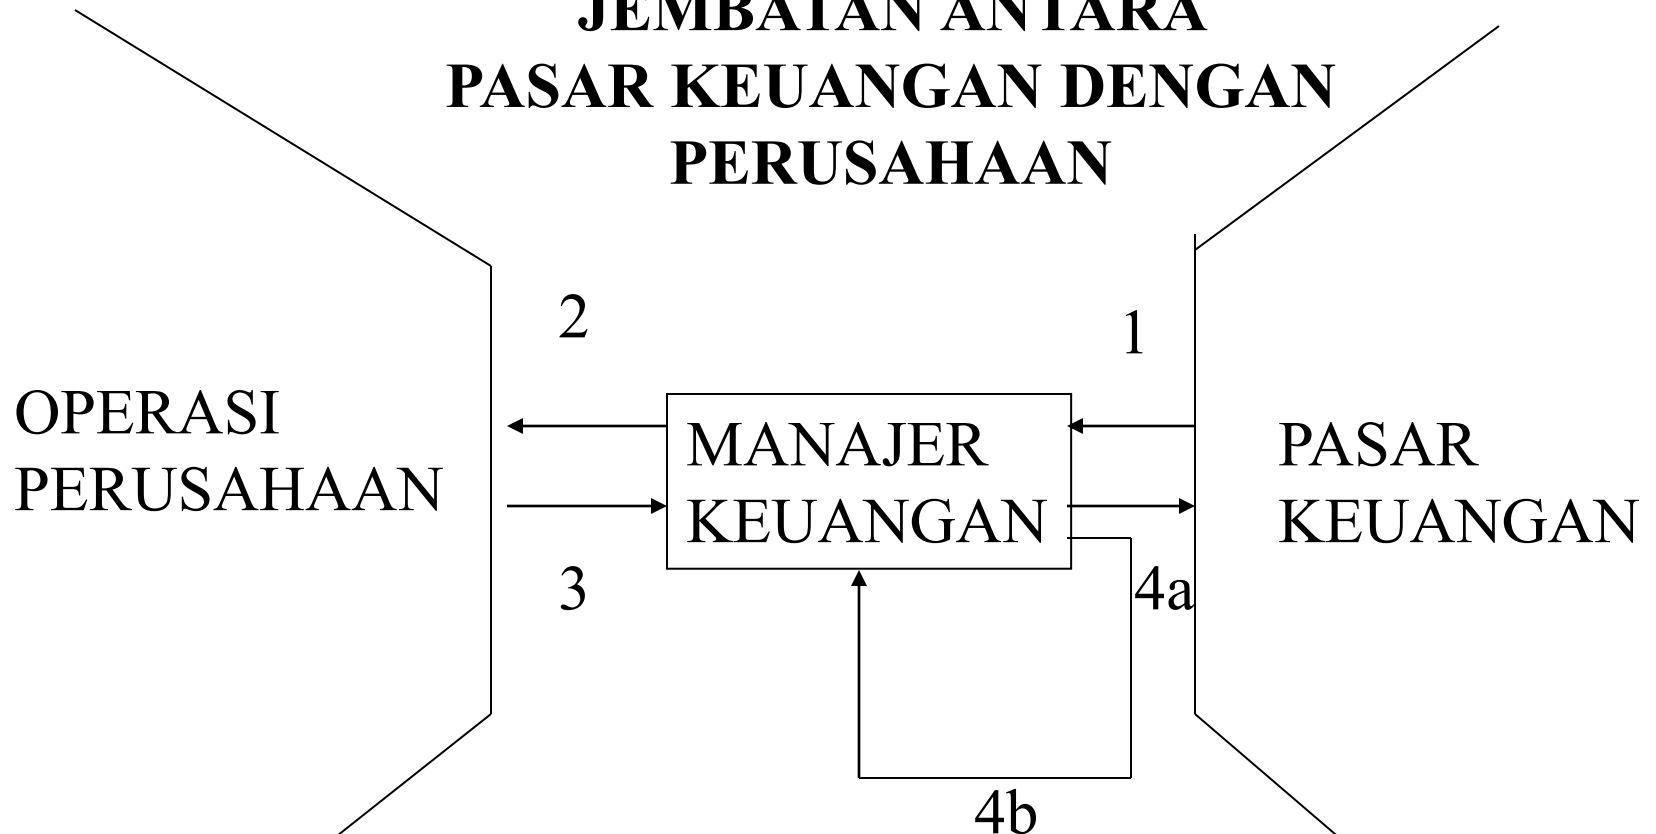 JEMBATAN ANTARA
PASAR KEUANGAN DENGAN
PERUSAHAAN
2
1
OPERASI
PERUSAHAAN
MANAJER
KEUANGAN
PASAR
KEUANGAN
3
4a
4b